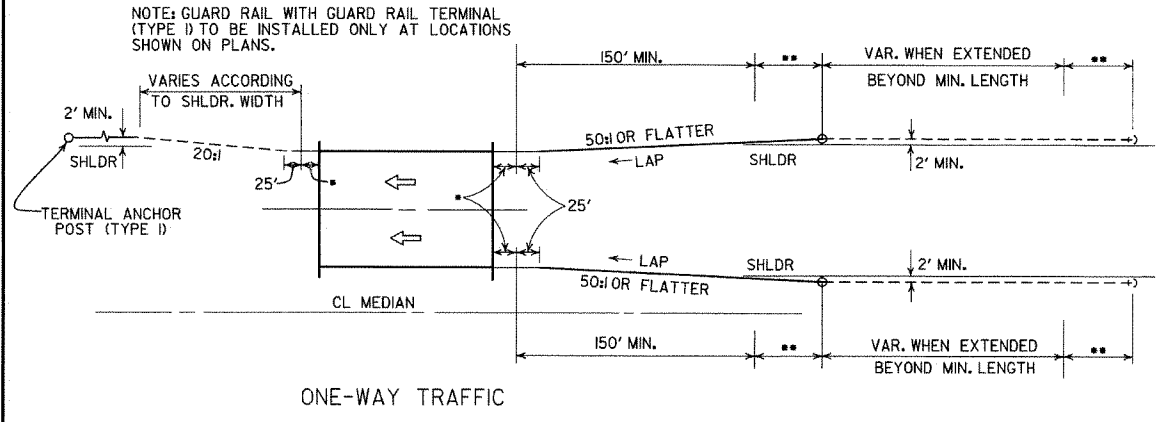 NOTE: GUARD RAIL WITH GUARD RAIL TERMINAL
(TYPE I) TO BE INSTALLED ONLY AT LOCATIONS
SHOWN ON PLANS.
150' MIN.
**
VAR. WHEN EXTENDED
BEYOND MIN. LENGTH
**
VARIES ACCORDING
TO SHLDR. WIDTH
2' MIN.
SHLDR
20:1
50:1 OR FLATTER
LAP
SHLDR
2' MIN.
25'
*
*
25'
TERMINAL ANCHOR
POST (TYPE I)
LAP
SHLDR
2' MIN.
50:1 OR FLATTER
CL MEDIAN
150' MIN.
**
VAR. WHEN EXTENDED
BEYOND MIN. LENGTH
**
ONE-WAY TRAFFIC